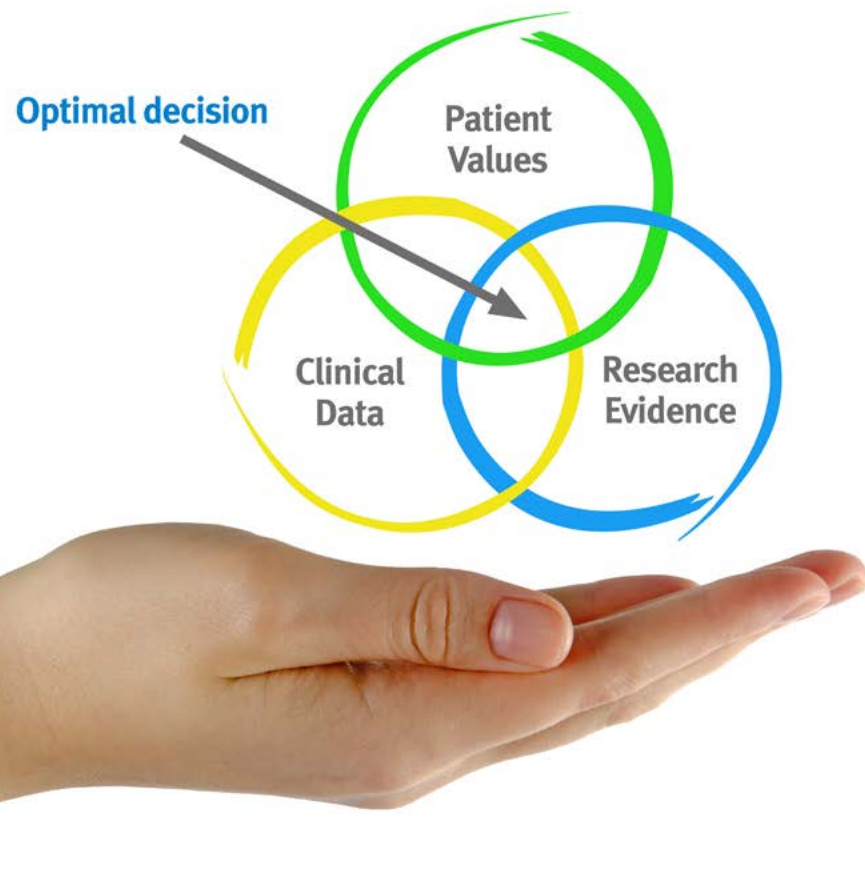 Optimal decision
Patient
Values
Clinical
Data
Research
Evidence